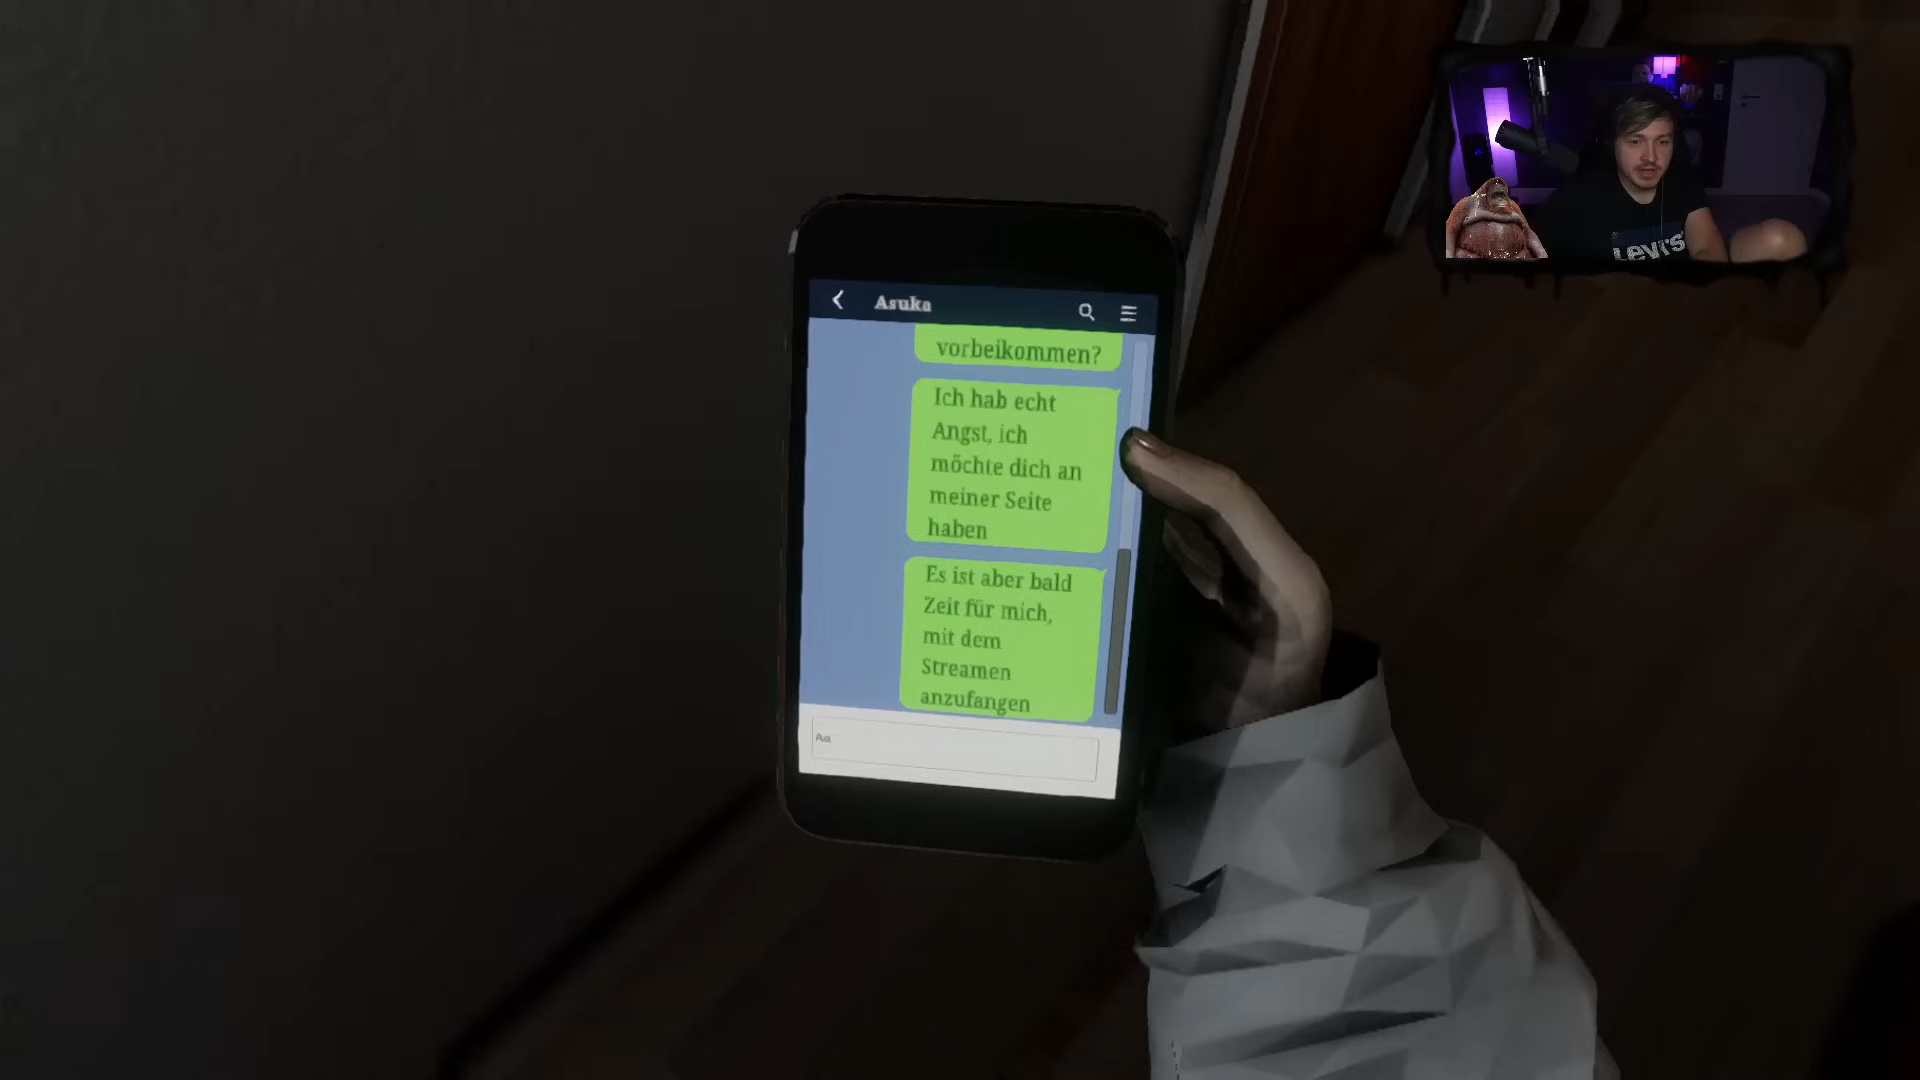 Asuka
vorbeikommen?
Ich hab echt
Angst, ich
möchte dich an
meiner Seite
haben
Es ist aber bald
Zeit für mich,
mit dem
Streamen
anzufangen
Aa
Levi's